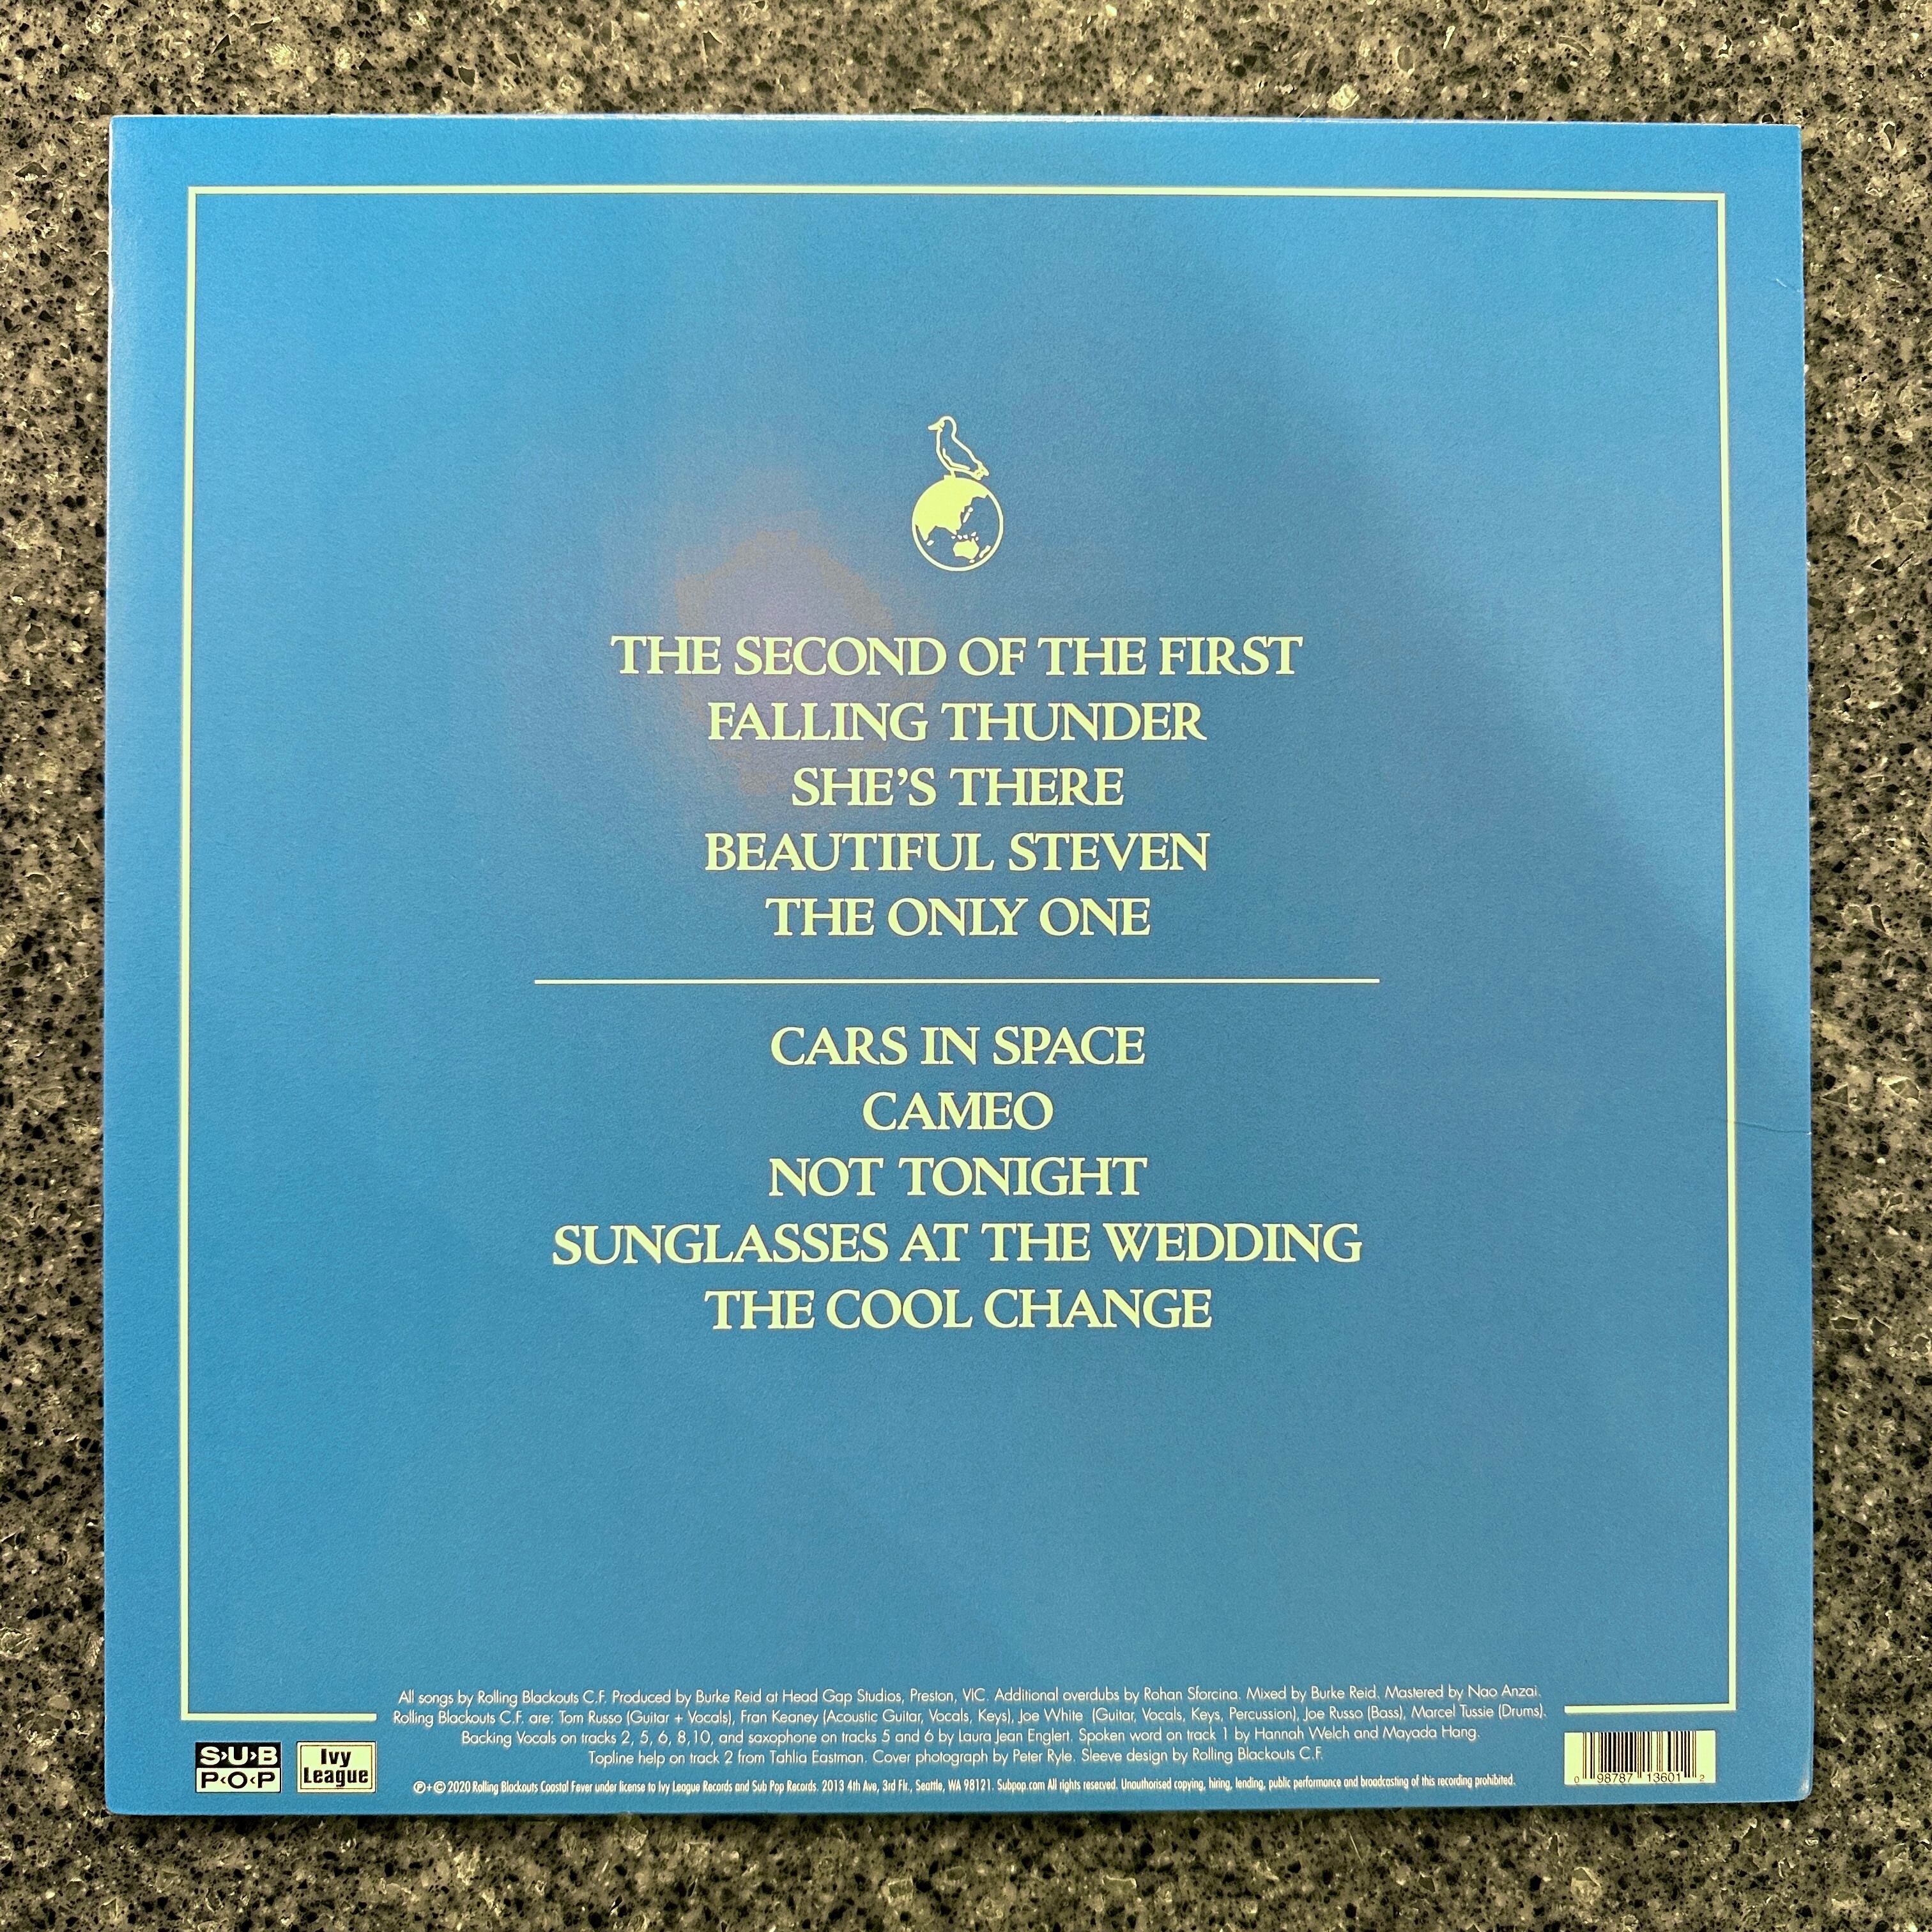 THE SECOND OF THE FIRST
FALLING THUNDER
SHE'S THERE
BEAUTIFUL STEVEN
THE ONLY ONE
CARS IN SPACE
CAMEO
NOT TONIGHT
SUNGLASSES AT THE WEDDING
THE COOL CHANGE
All songs by Rolling Blackouts C.F. Produced by Burke Reid at Head Gap Studios, Preston, VIC. Additional overdubs by Rohan Sforcina. Mixed by Burke Reid. Mastered by Nao Anzai.
Rolling Blackouts C.F. are: Tom Russo (Guitar + Vocals), Fran Keaney (Acoustic Guitar, Vocals, Keys), Joe White (Guitar, Vocals, Keys, Percussion), Joe Russo (Bass), Marcel Tussie (Drums).
Backing Vocals on tracks 2, 5, 6, 8,10, and saxophone on tracks 5 and 6 by Laura Jean Englert. Spoken word on track 1 by Hannah Welch and Mayada Hang.
Topline help on track 2 from Tahlia Eastman. Cover photograph by Peter Ryle. Sleeve design by Rolling Blackouts C.F.
℗+© 2020 Rolling Blackouts Coastal Fever under license to Ivy League Records and Sub Pop Records. 2013 4th Ave, 3rd Flr., Seattle, WA 98121. Subpop.com All rights reserved. Unauthorised copying, hiring, lending, public performance and broadcasting of this recording prohibited.
S›U›B
P‹O‹P
Ivy
League
0 98787 13601 2